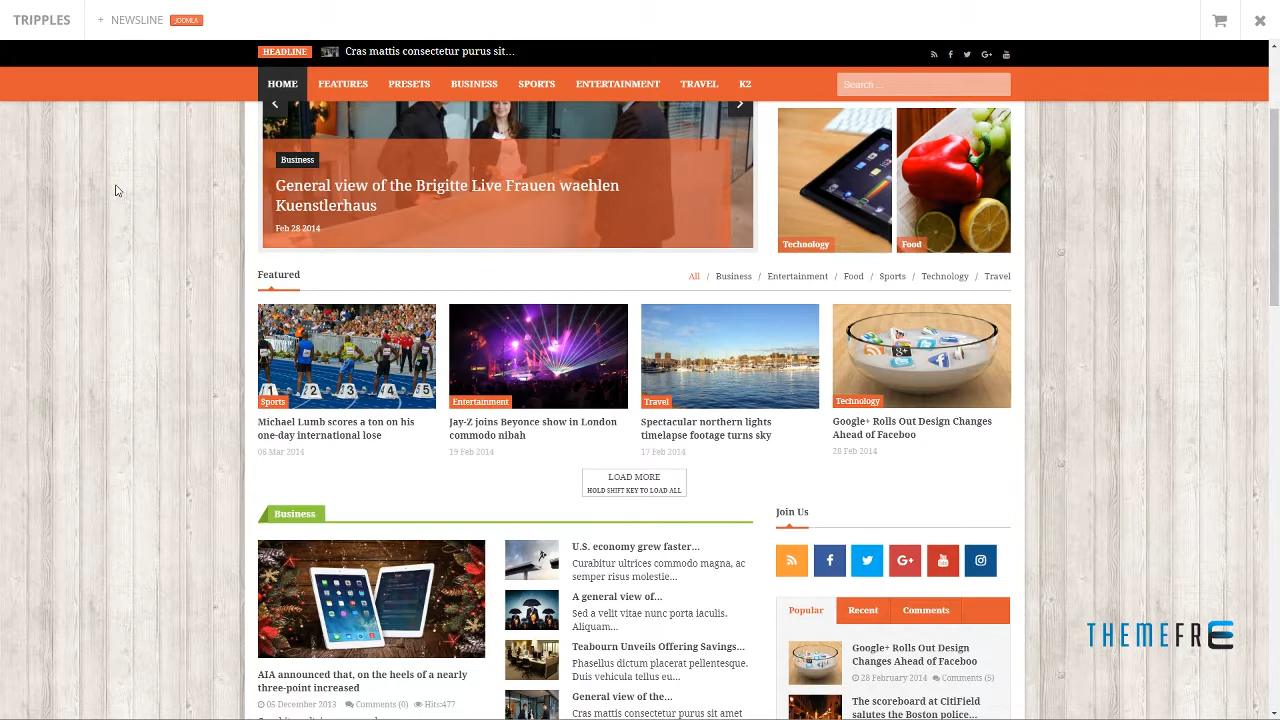 TRIPPLES
+ NEWSLINE JOOMLA
HEADLINE Cras mattis consectetur purus sit...
HOME FEATURES PRESETS BUSINESS SPORTS ENTERTAINMENT TRAVEL K2
Search ...
Business
General view of the Brigitte Live Frauen waehlen
Kuenstlerhaus
Feb 28 2014
Technology
Food
Featured
All / Business / Entertainment / Food / Sports / Technology / Travel
1 2 3 4 5
Sports
Entertainment
Travel
Technology
Michael Lumb scores a ton on his
one-day international lose
06 Mar 2014
Jay-Z joins Beyonce show in London
commodo nibah
19 Feb 2014
Spectacular northern lights
timelapse footage turns sky
17 Feb 2014
Google+ Rolls Out Design Changes
Ahead of Faceboo
28 Feb 2014
LOAD MORE
HOLD SHIFT KEY TO LOAD ALL
Business
AIA announced that, on the heels of a nearly
three-point increased
05 December 2013 Comments (0) Hits:477
U.S. economy grew faster...
Curabitur ultrices commodo magna, ac
semper risus molestie...
A general view of...
Sed a velit vitae nunc porta iaculis.
Aliquam...
Teabourn Unveils Offering Savings...
Phasellus dictum placerat pellentesque.
Duis vehicula tellus eu...
General view of the...
Cras mattis consectetur purus sit amet
Join Us
Popular Recent Comments
Google+ Rolls Out Design
Changes Ahead of Faceboo
28 February 2014 Comments (5)
The scoreboard at CitiField
salutes the Boston police...
THEMEFRE